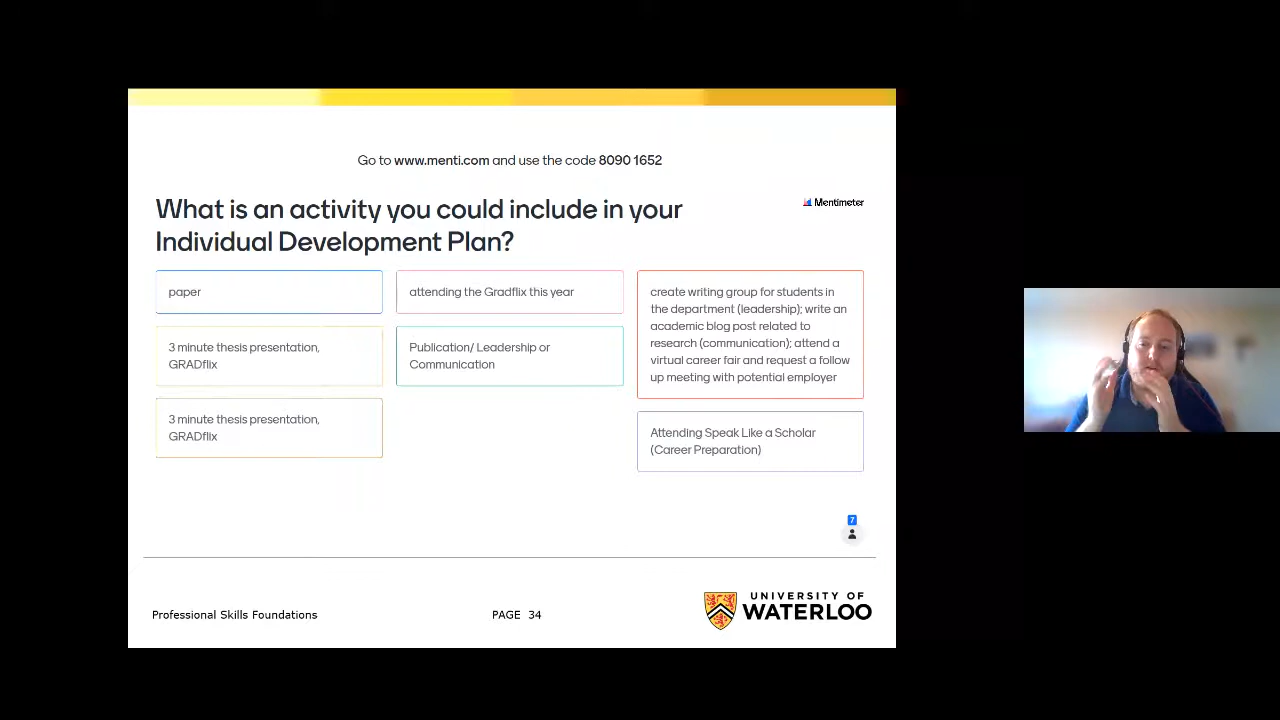 Go to www.menti.com and use the code 8090 1652
What is an activity you could include in your
Individual Development Plan?
Mentimeter
paper
3 minute thesis presentation,
GRADflix
3 minute thesis presentation,
GRADflix
attending the Gradflix this year
Publication/ Leadership or
Communication
create writing group for students in
the department (leadership); write an
academic blog post related to
research (communication); attend a
virtual career fair and request a follow
up meeting with potential employer
Attending Speak Like a Scholar
(Career Preparation)
7
Professional Skills Foundations
PAGE 34
UNIVERSITY OF
WATERLOO